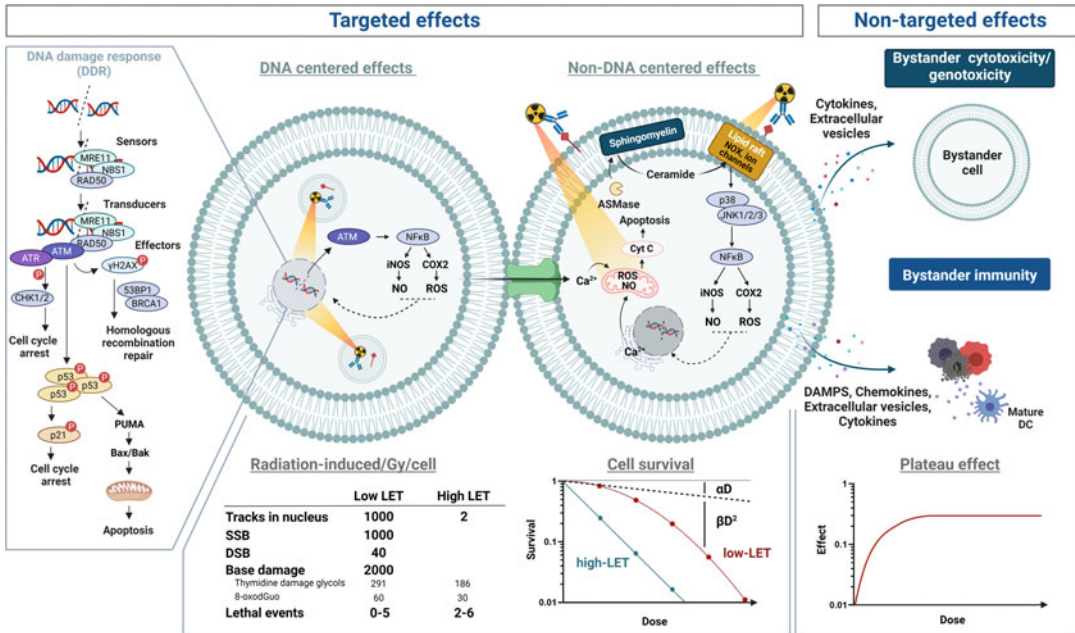 Targeted effects
Non-targeted effects
DNA damage response
(DDR)
Sensors
MRE11
NBS1
RAD50
Transducers
MRE11
NBS1
RAD50
Effectors
ATR
ATM
P
γH2AX
P
CHK1/2
53BP1
BRCA1
Cell cycle
arrest
Homologous
recombination
repair
P
p53
P
p53
P
p53
P
p21
PUMA
Bax/Bak
Cell cycle
arrest
Apoptosis
DNA centered effects
ATM
NFκB
iNOS
COX2
NO
ROS
Non-DNA centered effects
Sphingomyelin
Lipid raft
NOX, ion
channels
Ceramide
ASMase
Apoptosis
p38
JNK1/2/3
Cyt C
NFκB
Ca²⁺
ROS
NO
iNOS
COX2
NO
ROS
Ca²⁺
Bystander cytotoxicity/
genotoxicity
Cytokines,
Extracellular
vesicles
Bystander
cell
Bystander immunity
DAMPS, Chemokines,
Extracellular vesicles,
Cytokines
Mature
DC
Radiation-induced/Gy/cell
Low LET High LET
Tracks in nucleus 1000 2
SSB 1000
DSB 40
Base damage 2000
Thymidine damage glycols 291 186
8-oxodGuo 60 30
Lethal events 0-5 2-6
Cell survival
1
0.1
0.01
Survival
αD
βD²
high-LET
low-LET
Dose
Plateau effect
1
0.1
0.01
Effect
Dose